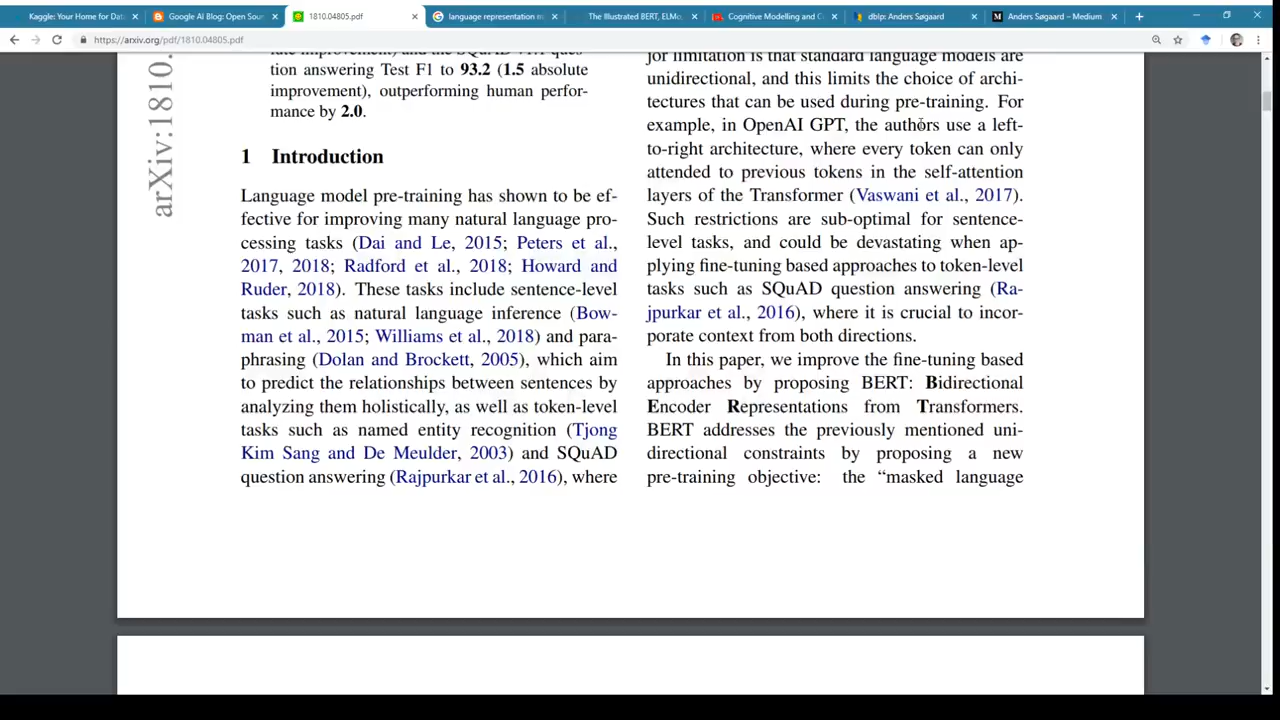 Kaggle: Your Home for Dat
Google AI Blog: Open Sou
1810.04805.pdf
language representation m
The Illustrated BERT, ELMo,
Cognitive Modelling and C
dblp: Anders Søgaard
Anders Søgaard – Medium
https://arxiv.org/pdf/1810.04805.pdf
arXiv:1810.
tion answering Test F1 to 93.2 (1.5 absolute
improvement), outperforming human perfor-
mance by 2.0.
1 Introduction
Language model pre-training has shown to be ef-
fective for improving many natural language pro-
cessing tasks (Dai and Le, 2015; Peters et al.,
2017, 2018; Radford et al., 2018; Howard and
Ruder, 2018). These tasks include sentence-level
tasks such as natural language inference (Bow-
man et al., 2015; Williams et al., 2018) and para-
phrasing (Dolan and Brockett, 2005), which aim
to predict the relationships between sentences by
analyzing them holistically, as well as token-level
tasks such as named entity recognition (Tjong
Kim Sang and De Meulder, 2003) and SQuAD
question answering (Rajpurkar et al., 2016), where
jor limitation is that standard language models are
unidirectional, and this limits the choice of archi-
tectures that can be used during pre-training. For
example, in OpenAI GPT, the authors use a left-
to-right architecture, where every token can only
attended to previous tokens in the self-attention
layers of the Transformer (Vaswani et al., 2017).
Such restrictions are sub-optimal for sentence-
level tasks, and could be devastating when ap-
plying fine-tuning based approaches to token-level
tasks such as SQuAD question answering (Ra-
jpurkar et al., 2016), where it is crucial to incor-
porate context from both directions.
In this paper, we improve the fine-tuning based
approaches by proposing BERT: Bidirectional
Encoder Representations from Transformers.
BERT addresses the previously mentioned uni-
directional constraints by proposing a new
pre-training objective: the “masked language